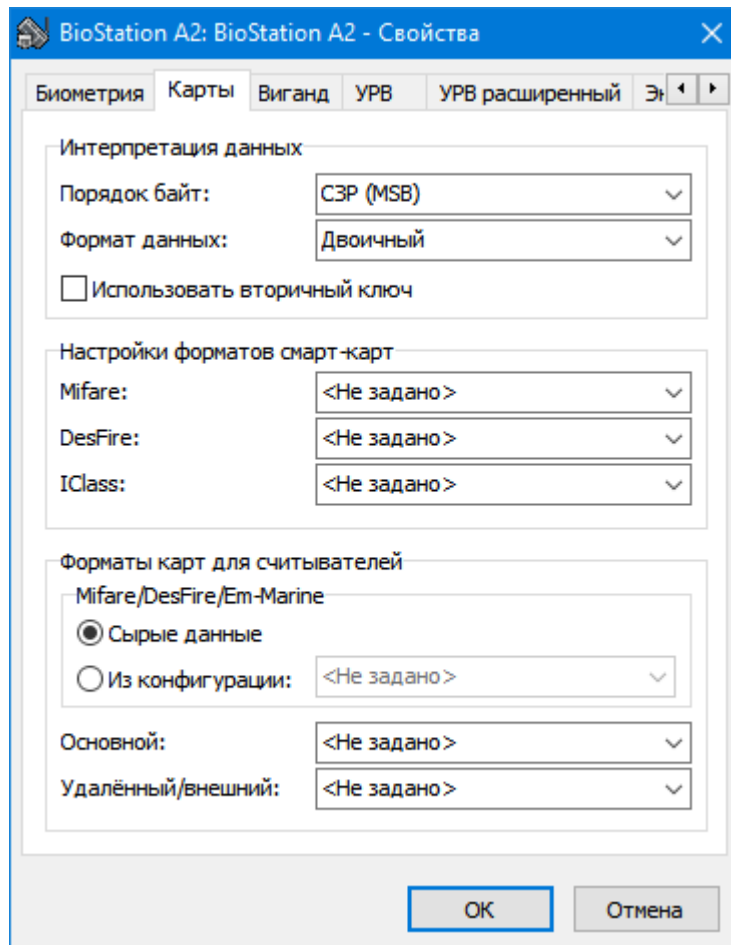 BioStation A2: BioStation A2 - Свойства
Биометрия Карты Виганд УРВ УРВ расширенный
Интерпретация данных
Порядок байт: СЗР (MSB)
Формат данных: Двоичный
Использовать вторичный ключ
Настройки форматов смарт-карт
Mifare: <Не задано>
DesFire: <Не задано>
IClass: <Не задано>
Форматы карт для считывателей
Mifare/DesFire/Em-Marine
Сырые данные
Из конфигурации: <Не задано>
Основной: <Не задано>
Удалённый/внешний: <Не задано>
ОК Отмена